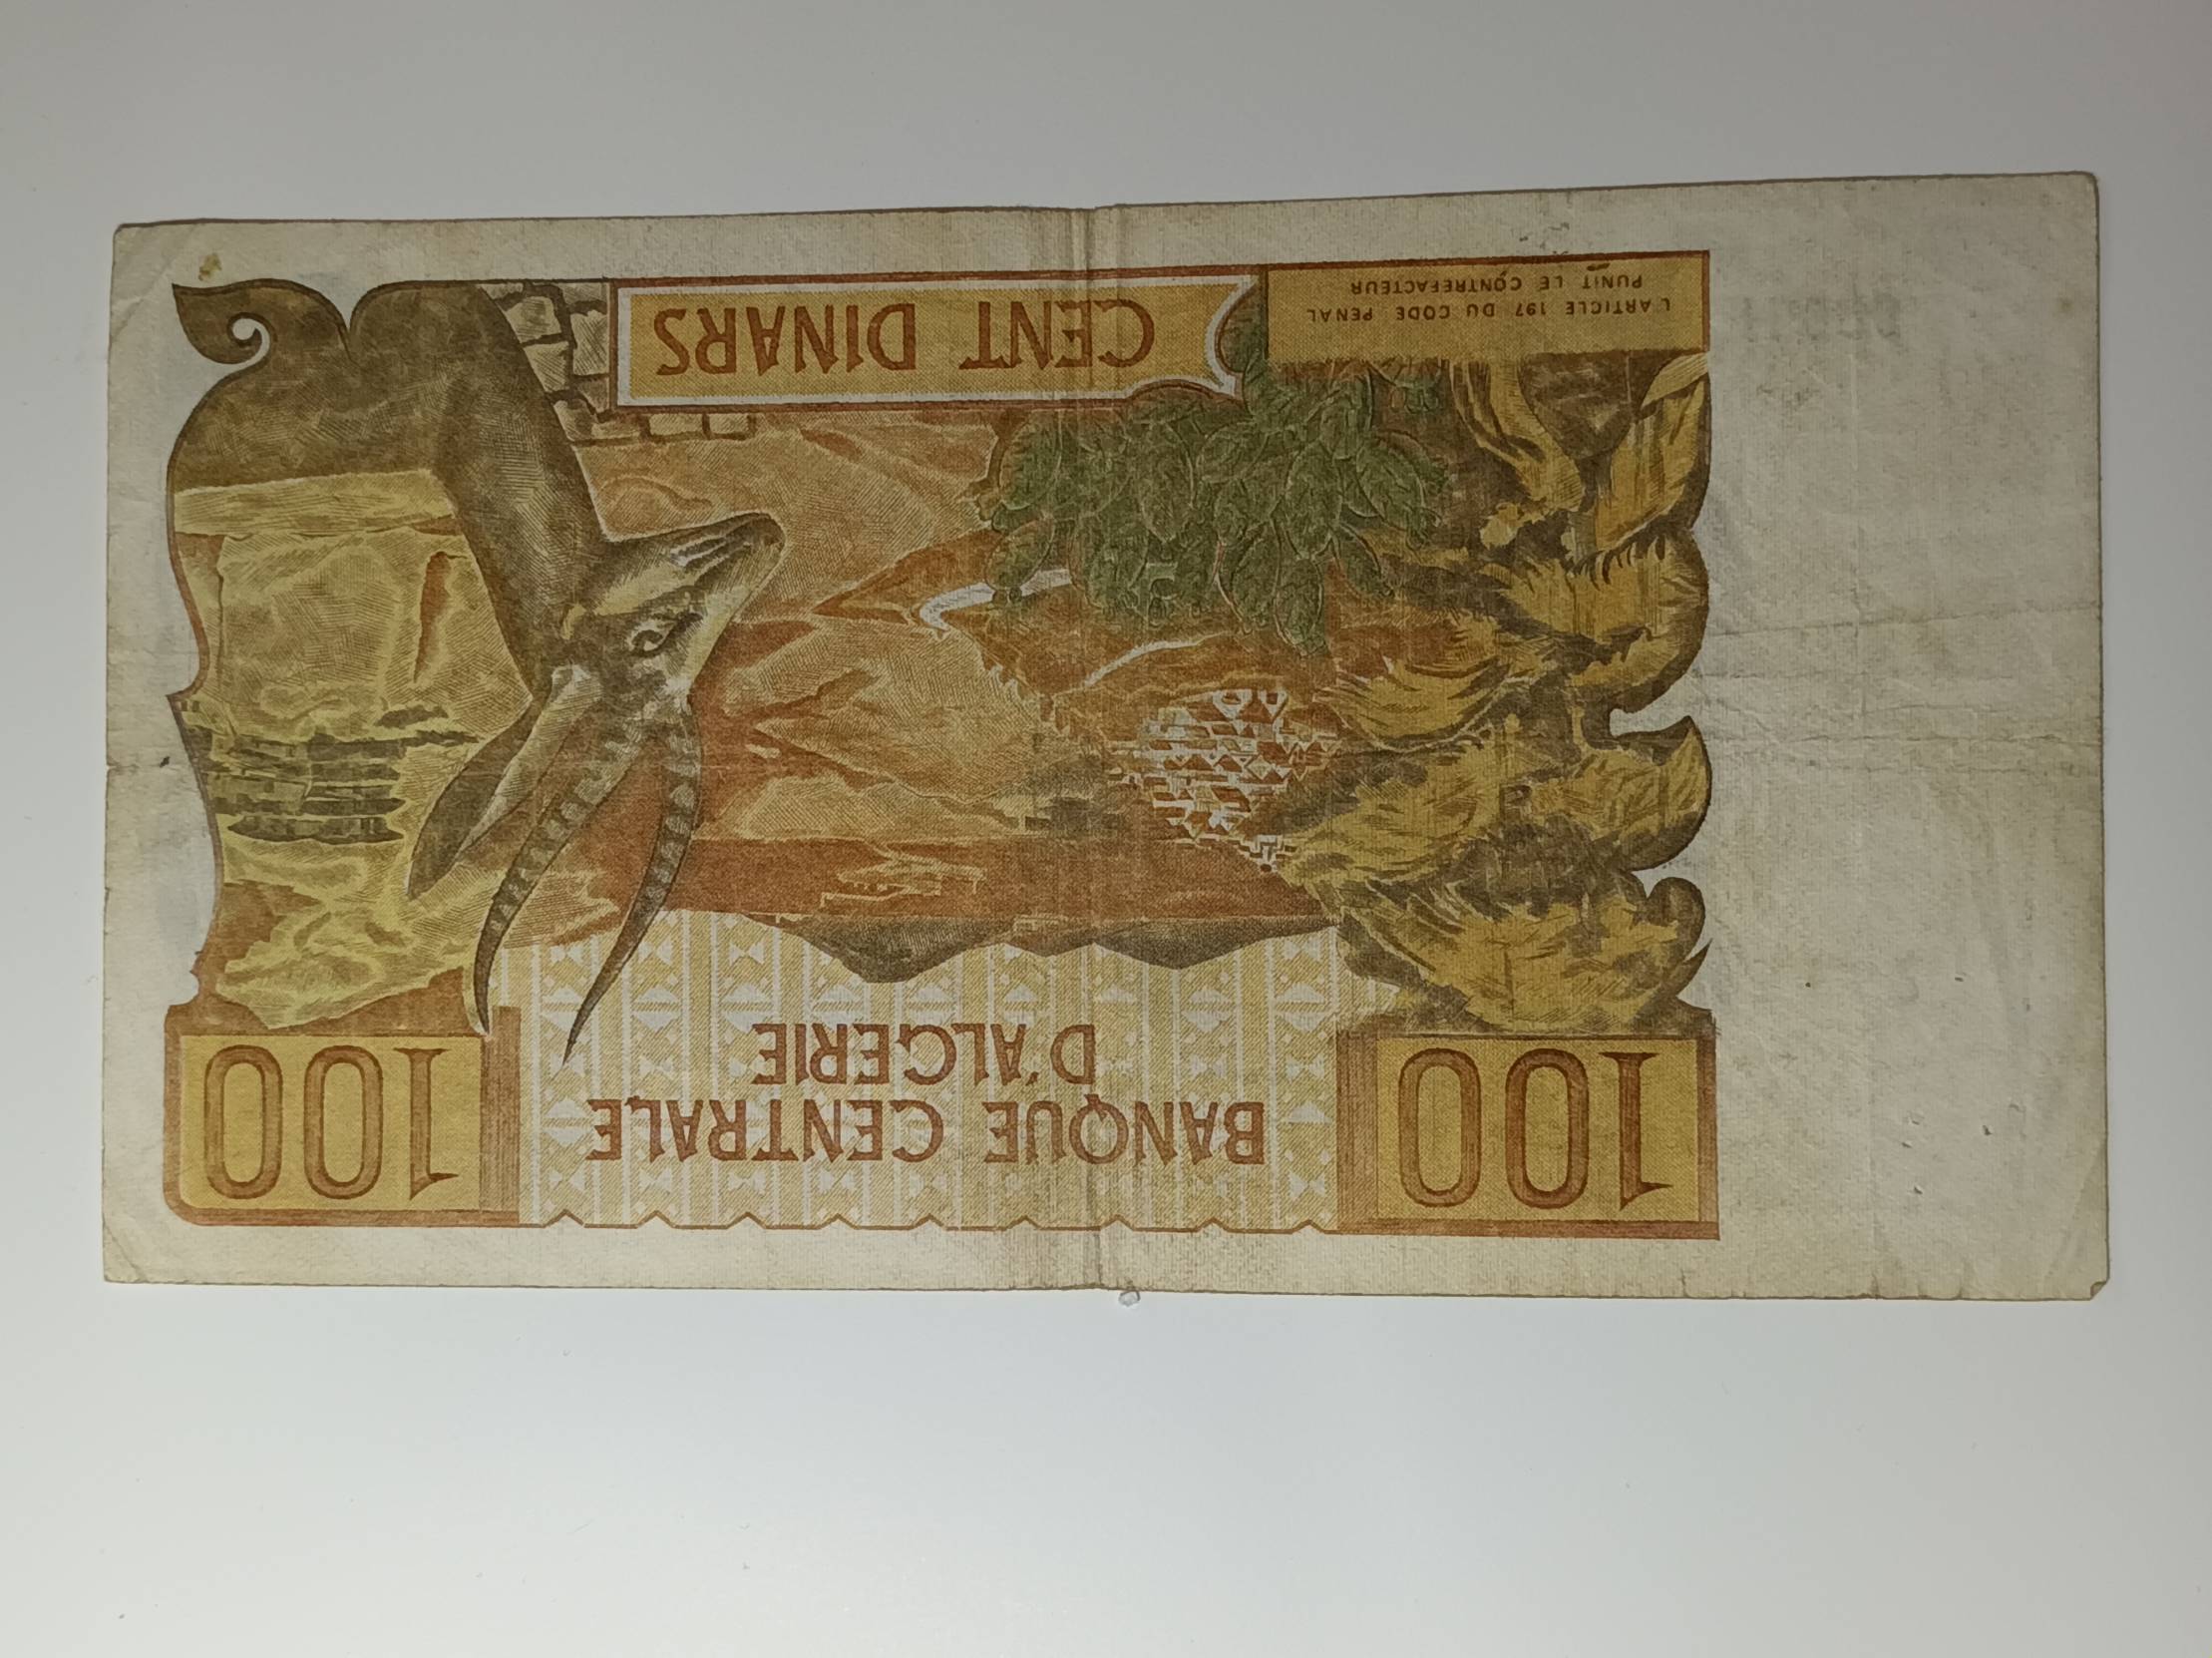 BANQUE CENTRALE
D'ALGERIE
100
100
CENT DINARS
L'ARTICLE 197 DU CODE PENAL
PUNIT LE CONTREFACTEUR